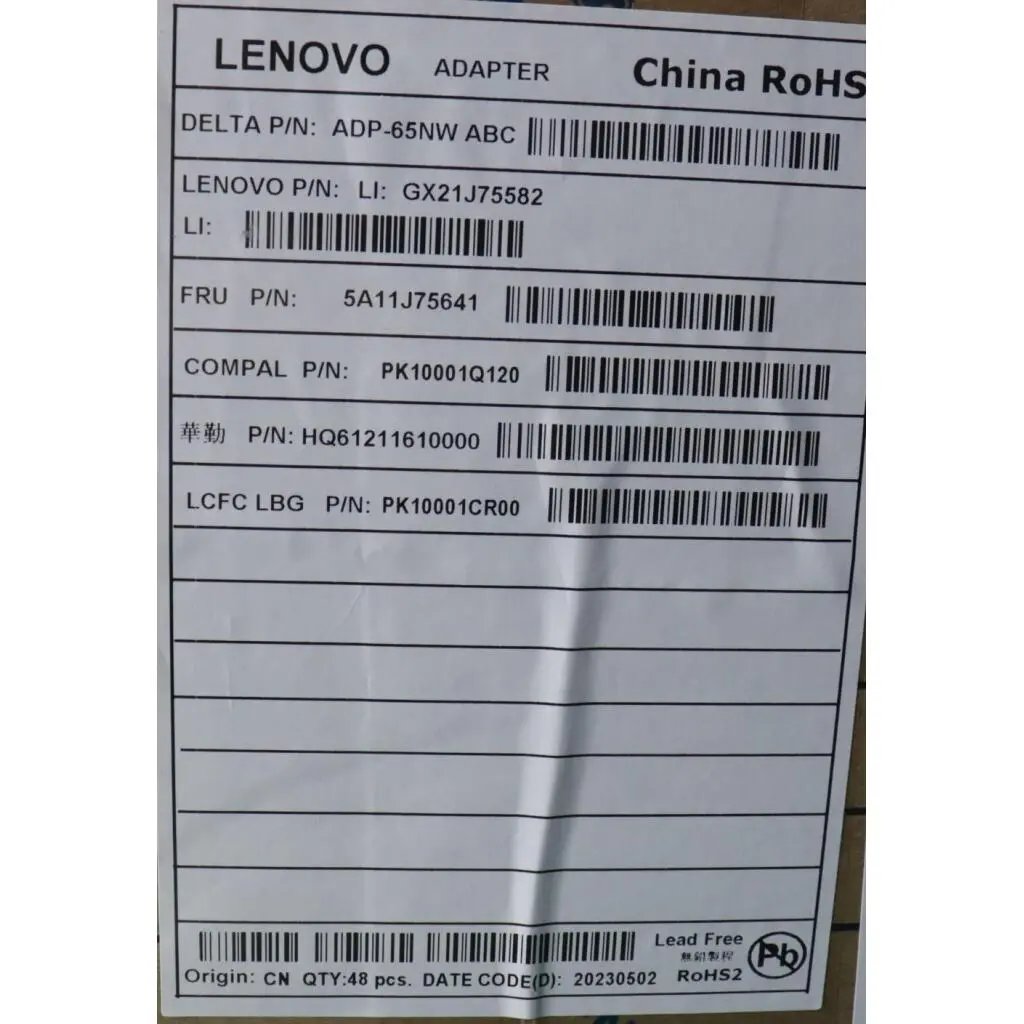 LENOVO ADAPTER China RoHS
DELTA P/N: ADP-65NW ABC
LENOVO P/N: LI: GX21J75582
LI:
FRU P/N: 5A11J75641
COMPAL P/N: PK10001Q120
華勤 P/N: HQ61211610000
LCFC LBG P/N: PK10001CR00
Lead Free
無鉛製程
Pb
Origin: CN QTY:48 pcs. DATE CODE(D): 20230502 RoHS2